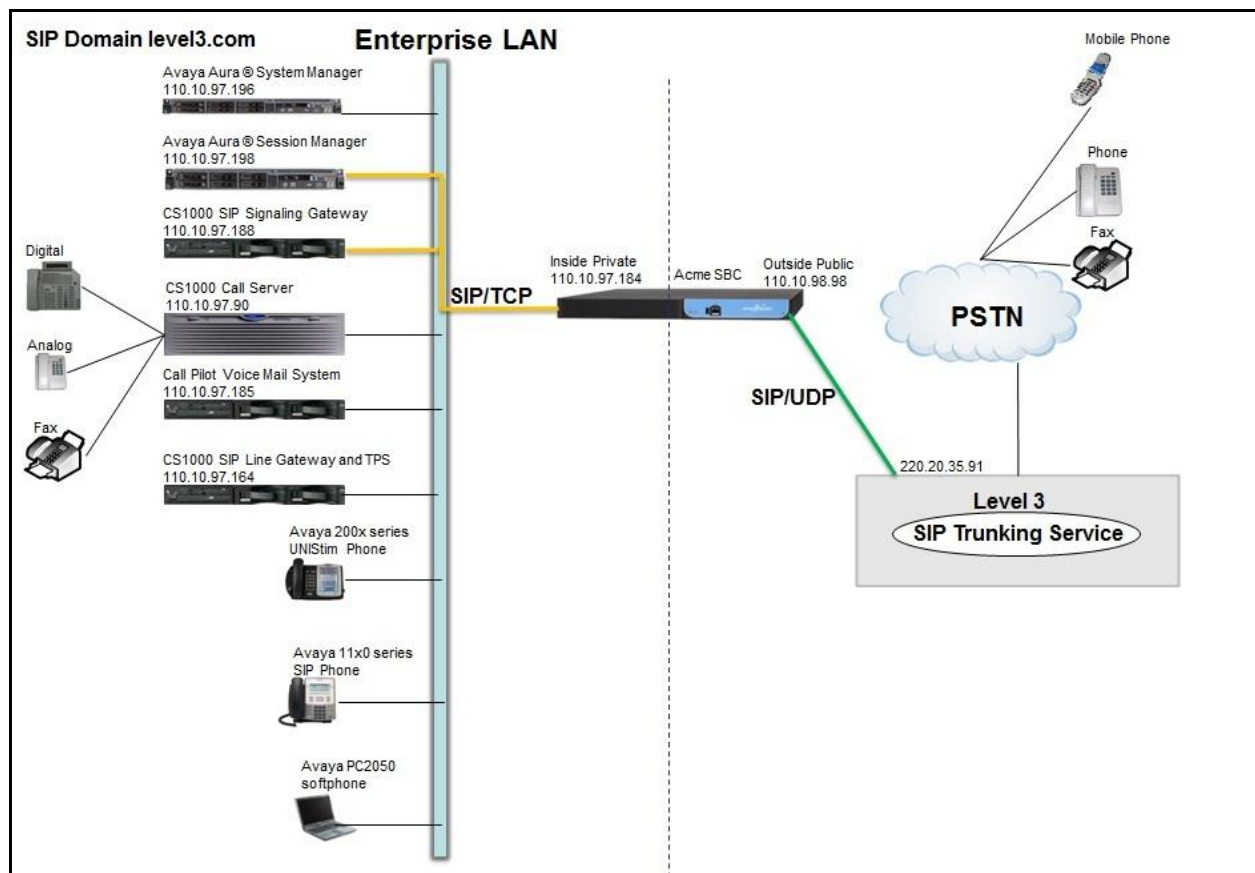 SIP Domain level3.com
Enterprise LAN
Avaya Aura ® System Manager
110.10.97.196
Avaya Aura ® Session Manager
110.10.97.198
CS1000 SIP Signaling Gateway
110.10.97.188
Digital
CS1000 Call Server
110.10.97.90
Analog
Call Pilot Voice Mail System
110.10.97.185
Fax
CS1000 SIP Line Gateway and TPS
110.10.97.164
Avaya 200x series
UNIStim Phone
Avaya 11x0 series
SIP Phone
Avaya PC2050
softphone
SIP/TCP
Inside Private
110.10.97.184
Acme SBC
Outside Public
110.10.98.98
SIP/UDP
Mobile Phone
Phone
Fax
PSTN
220.20.35.91
Level 3
SIP Trunking Service